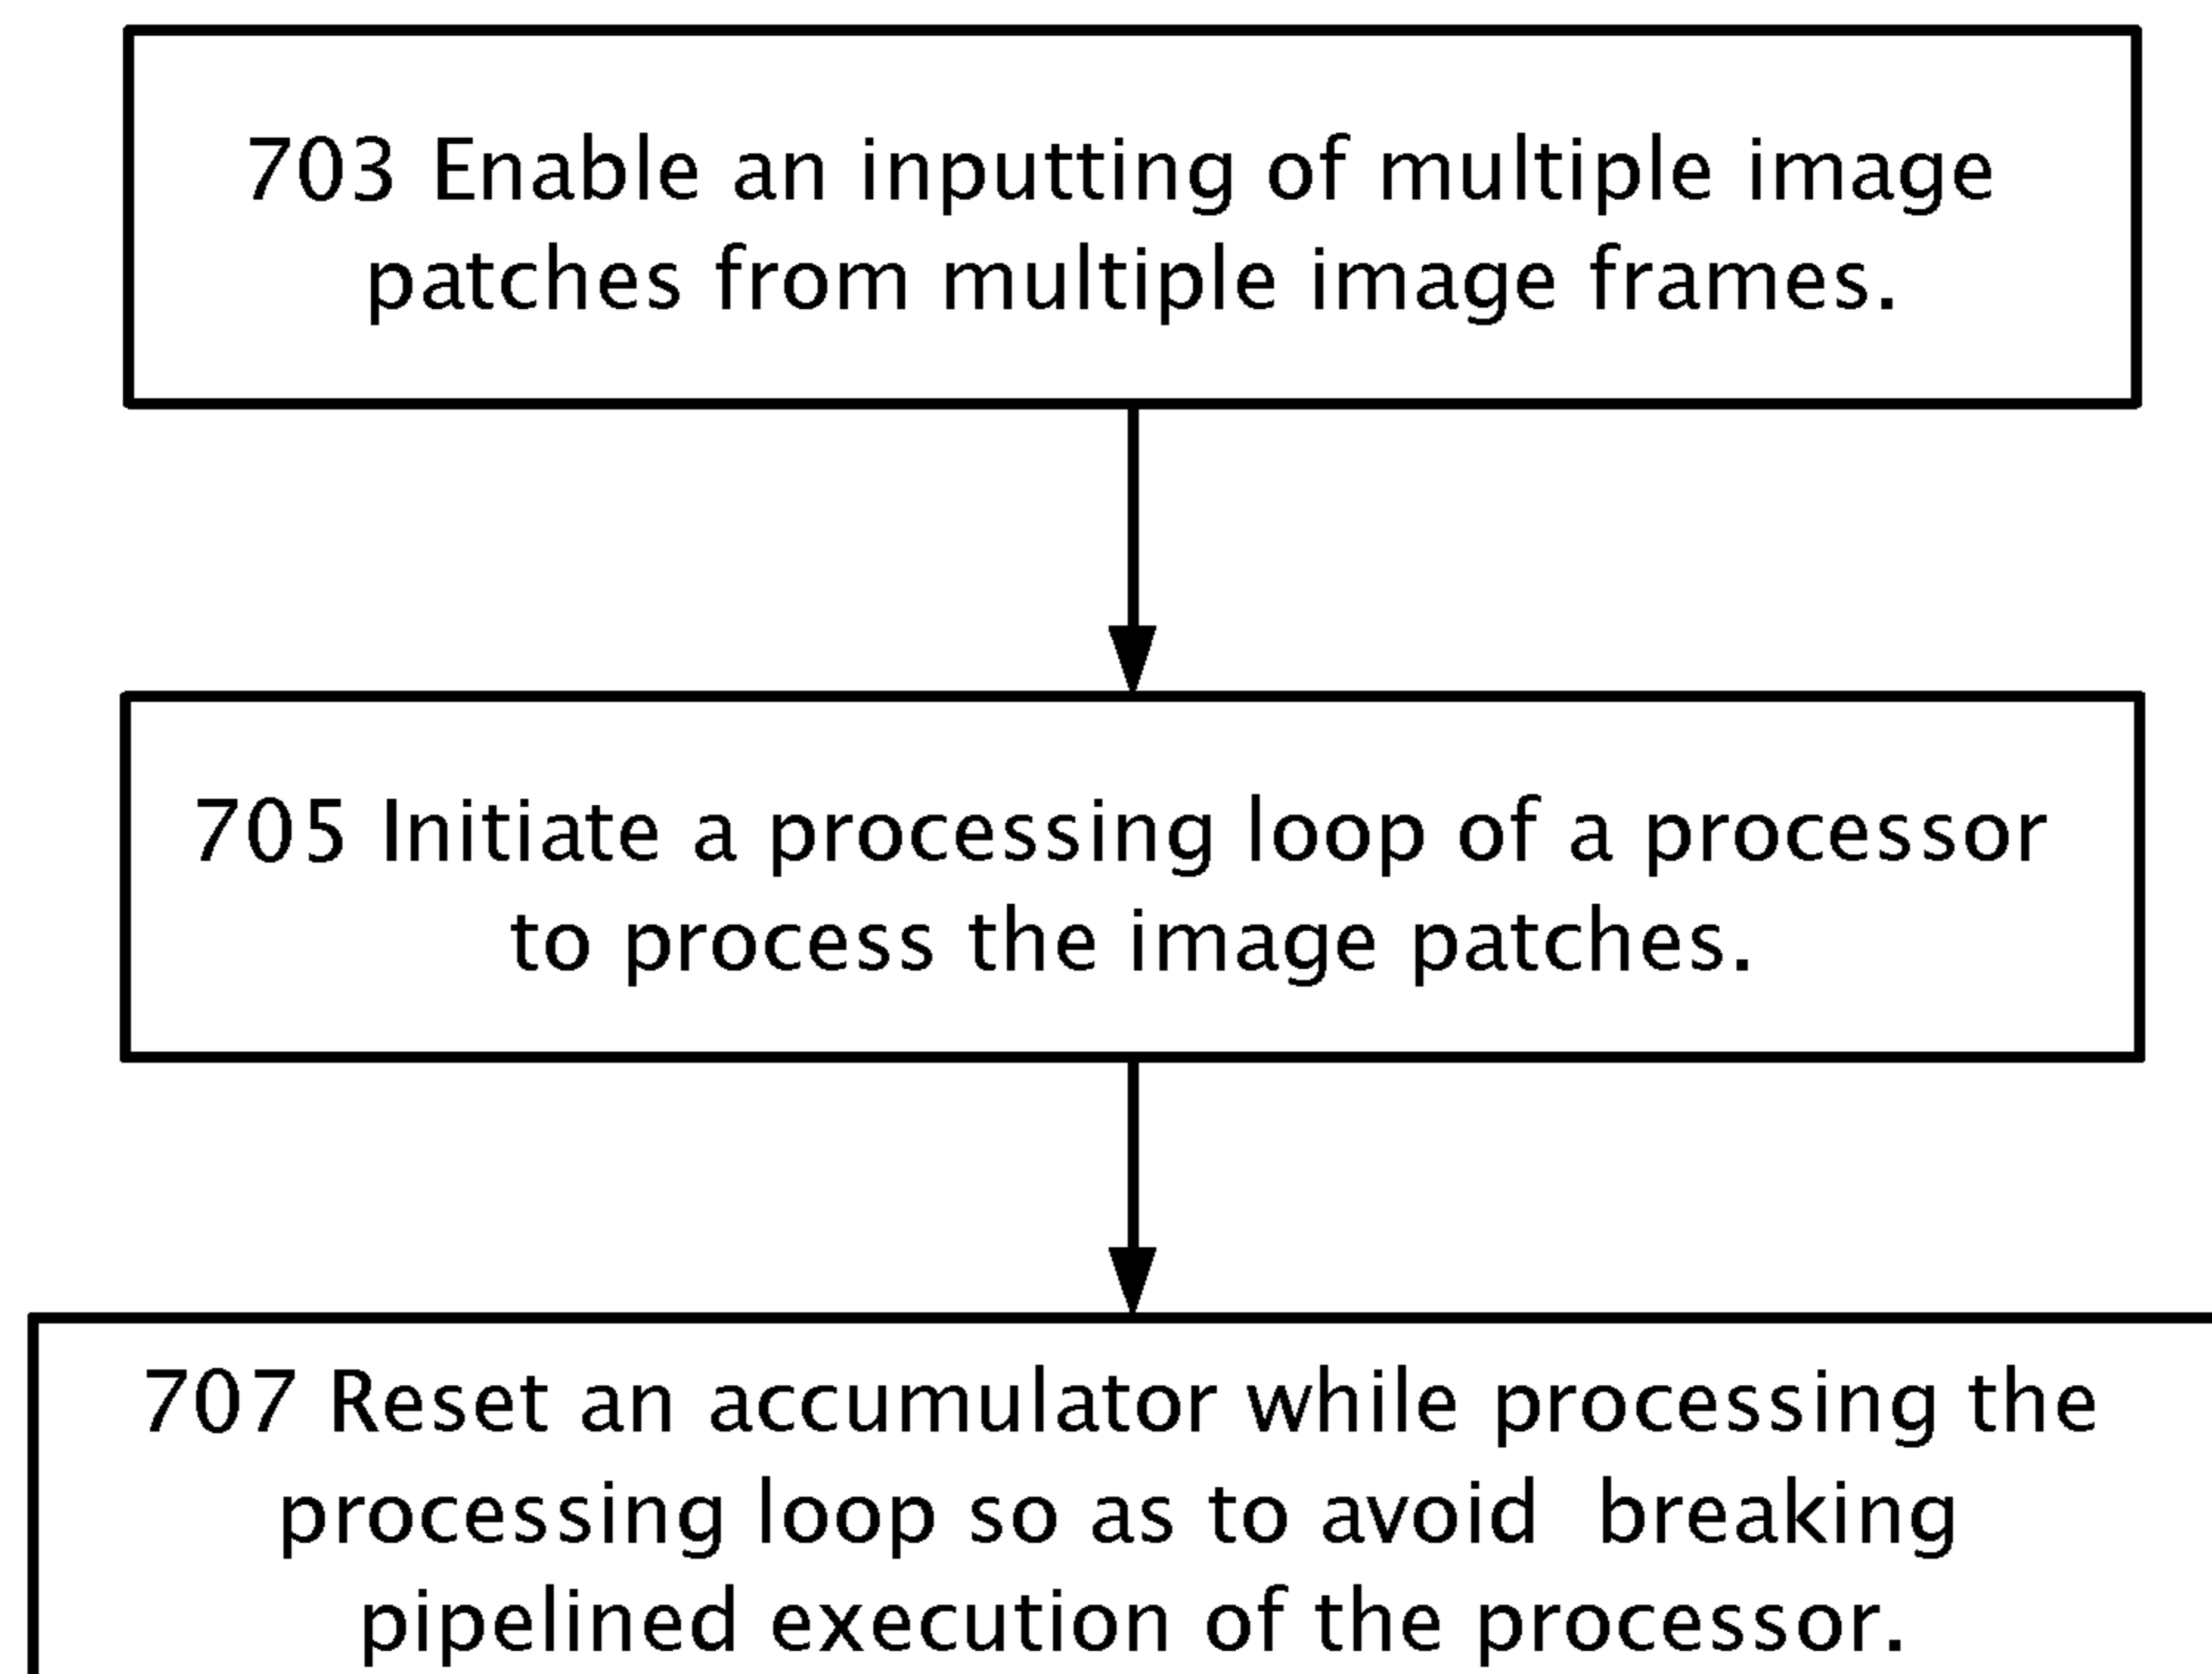 703 Enable an inputting of multiple image
patches from multiple image frames.
705 Initiate a processing loop of a processor
to process the image patches.
707 Reset an accumulator while processing the
processing loop so as to avoid  breaking
pipelined execution of the processor.